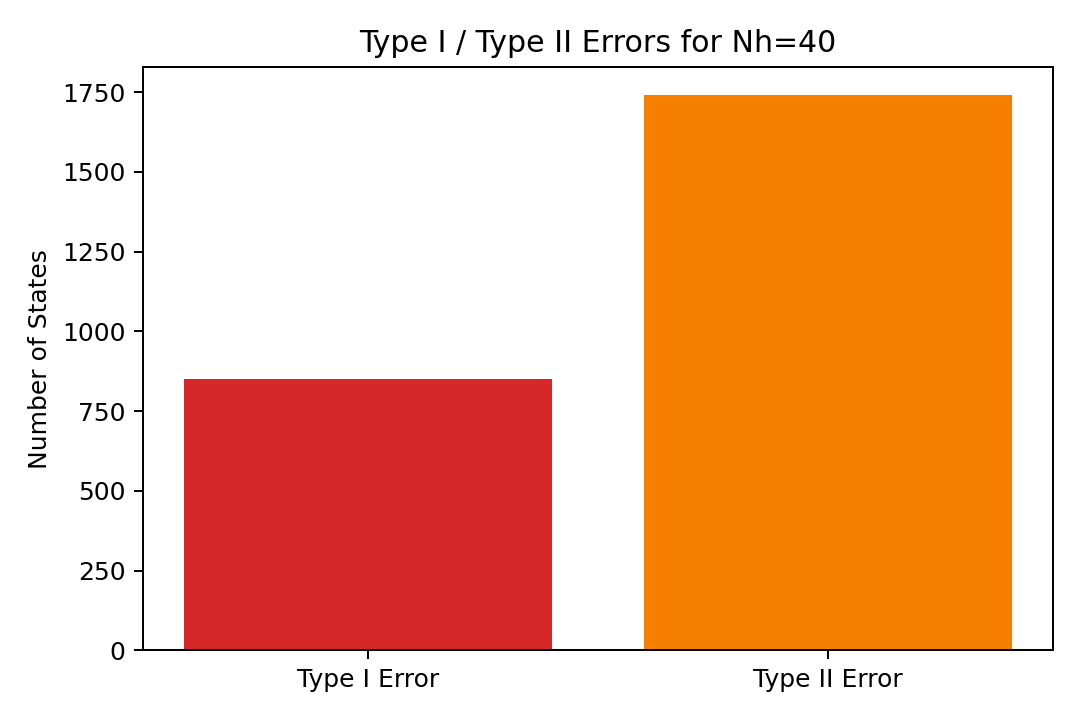 Type I / Type II Errors for Nh=40
Number of States
1750
1500
1250
1000
750
500
250
0
Type I Error
Type II Error